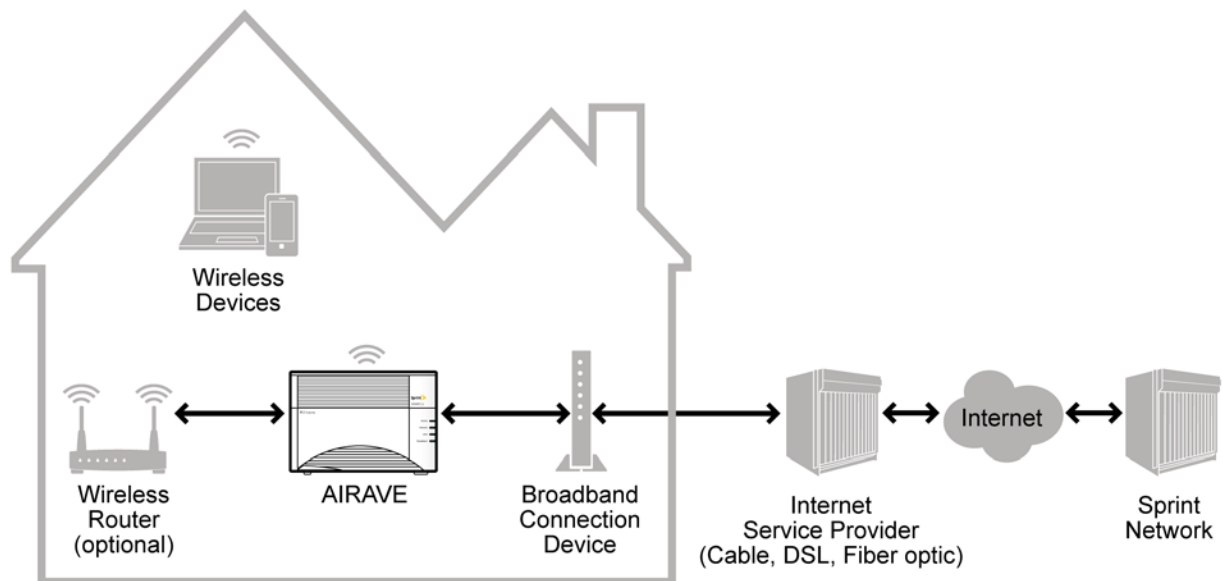 Wireless
Devices
Wireless
Router
(optional)
AIRAVE
Broadband
Connection
Device
Internet
Service Provider
(Cable, DSL, Fiber optic)
Internet
Sprint
Network
Sprint